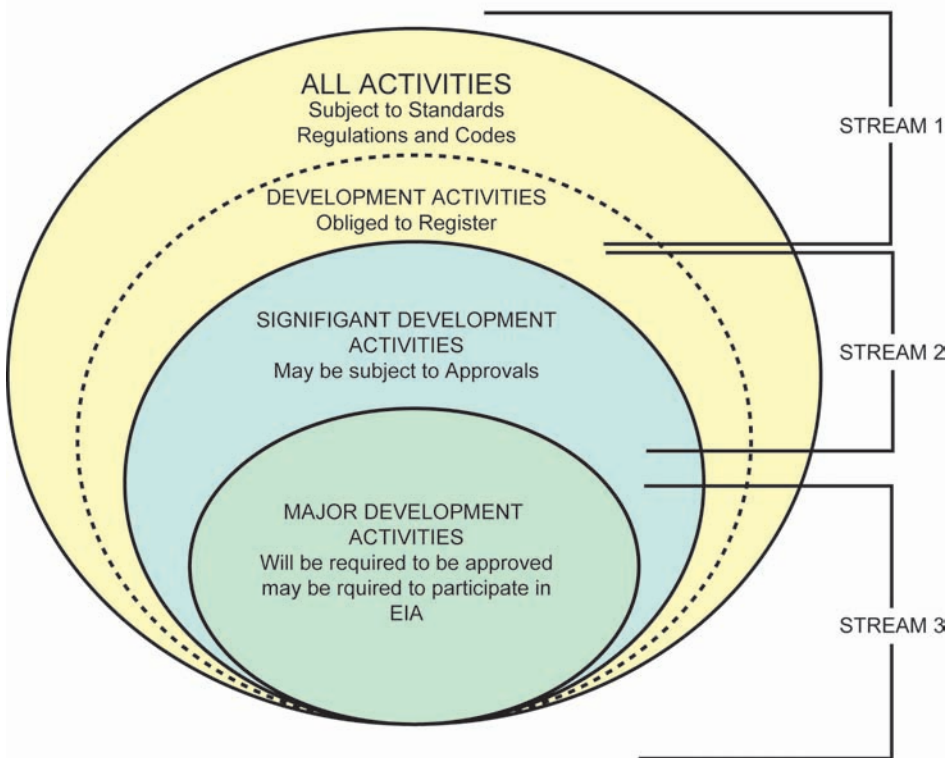 ALL ACTIVITIES
Subject to Standards
Regulations and Codes
STREAM 1
DEVELOPMENT ACTIVITIES
Obliged to Register
SIGNIFIGANT DEVELOPMENT
ACTIVITIES
May be subject to Approvals
STREAM 2
MAJOR DEVELOPMENT
ACTIVITIES
Will be required to be approved
may be rquired to participate in
EIA
STREAM 3